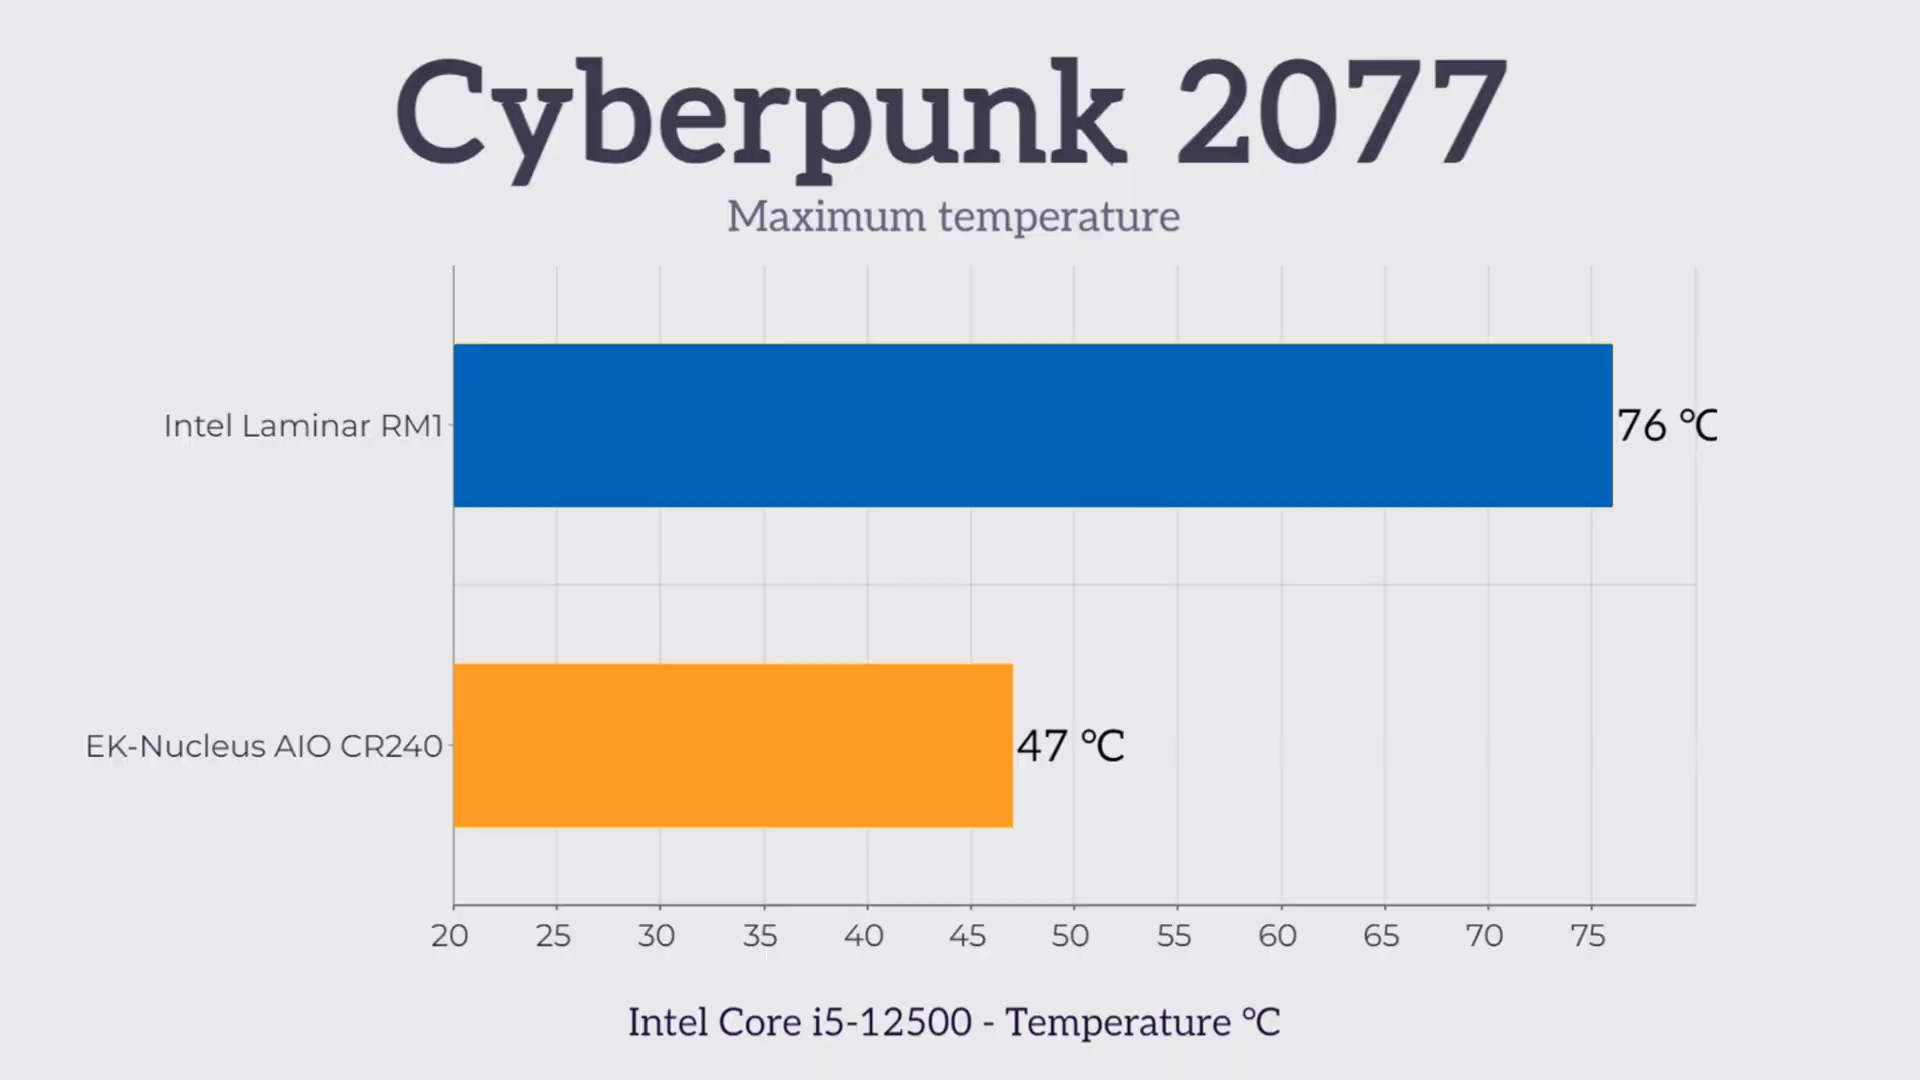 Cyberpunk 2077
Maximum temperature
Intel Laminar RM1
76 °C
EK-Nucleus AIO CR240
47 °C
20 25 30 35 40 45 50 55 60 65 70 75
Intel Core i5-12500 - Temperature °C